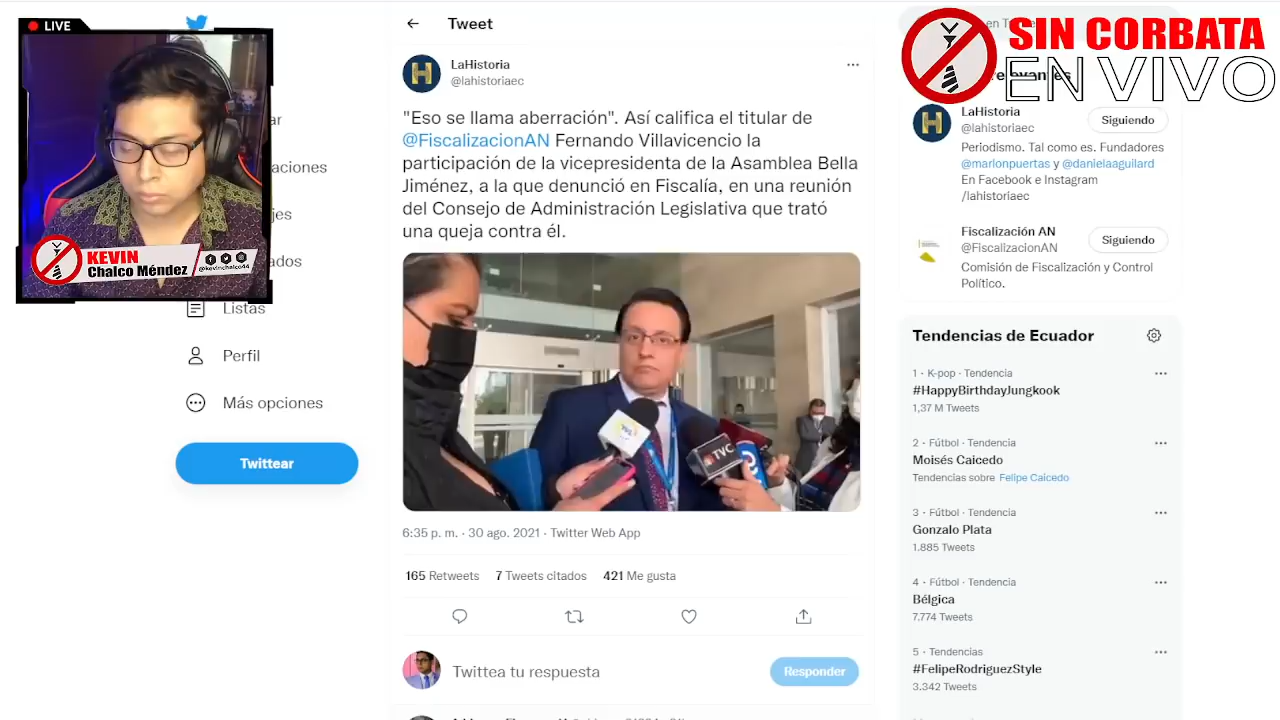 LIVE
KEVIN
Chalco Méndez
@kevinchalco44
Listas
Perfil
Más opciones
Twittear
Tweet
LaHistoria
@lahistoriaec
"Eso se llama aberración". Así califica el titular de
@FiscalizacionAN Fernando Villavicencio la
participación de la vicepresidenta de la Asamblea Bella
Jiménez, a la que denunció en Fiscalía, en una reunión
del Consejo de Administración Legislativa que trató
una queja contra él.
TVC
6:35 p. m. · 30 ago. 2021 · Twitter Web App
165 Retweets 7 Tweets citados 421 Me gusta
Twittea tu respuesta
Responder
SIN CORBATA
EN VIVO
LaHistoria
@lahistoriaec
Siguiendo
Periodismo. Tal como es. Fundadores
@marlonpuertas y @danielaaguilard
En Facebook e Instagram
/lahistoriaec
Fiscalización AN
@FiscalizacionAN
Siguiendo
Comisión de Fiscalización y Control
Político.
Tendencias de Ecuador
1 · K-pop · Tendencia
#HappyBirthdayJungkook
1,37 M Tweets
2 · Fútbol · Tendencia
Moisés Caicedo
Tendencias sobre Felipe Caicedo
3 · Fútbol · Tendencia
Gonzalo Plata
1.885 Tweets
4 · Fútbol · Tendencia
Bélgica
7.774 Tweets
5 · Tendencias
#FelipeRodriguezStyle
3.342 Tweets